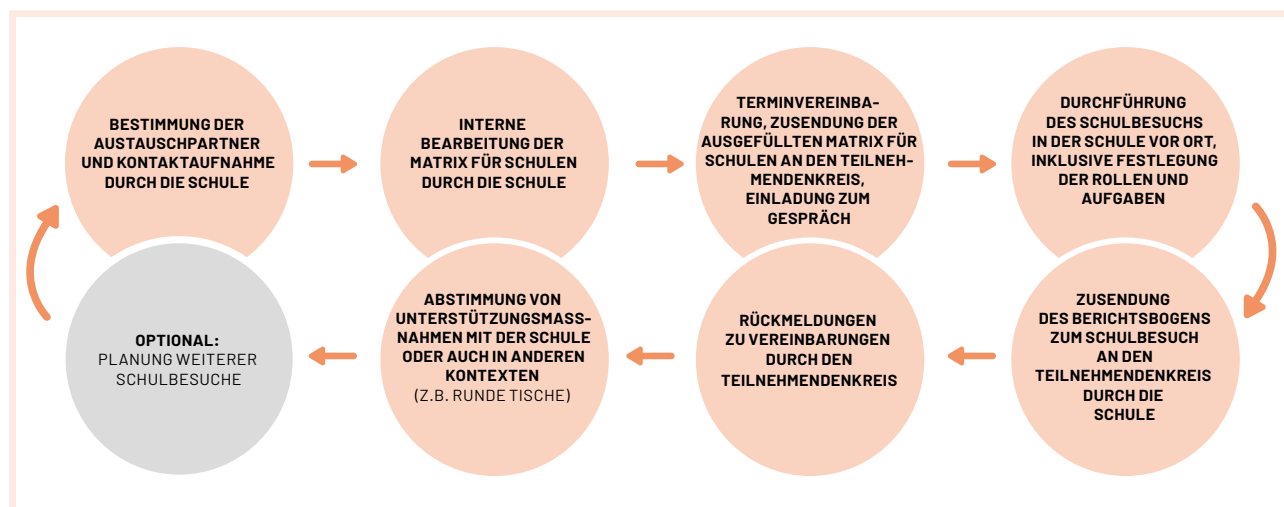 BESTIMMUNG DER
AUSTAUSCHPARTNER
UND KONTAKTAUFNAHME
DURCH DIE SCHULE
INTERNE
BEARBEITUNG DER
MATRIX FÜR SCHULEN
DURCH DIE SCHULE
TERMINVEREINBA-
RUNG, ZUSENDUNG DER
AUSGEFÜLLTEN MATRIX FÜR
SCHULEN AN DEN TEILNEH-
MENDENKREIS,
EINLADUNG ZUM
GESPRÄCH
DURCHFÜHRUNG
DES SCHULBESUCHS
IN DER SCHULE VOR ORT,
INKLUSIVE FESTLEGUNG
DER ROLLEN UND
AUFGABEN
ZUSENDUNG
DES BERICHTSBOGENS
ZUM SCHULBESUCH
AN DEN
TEILNEHMENDENKREIS
DURCH DIE
SCHULE
RÜCKMELDUNGEN
ZU VEREINBARUNGEN
DURCH DEN
TEILNEHMENDENKREIS
ABSTIMMUNG VON
UNTERSTÜTZUNGSMASS-
NAHMEN MIT DER SCHULE
ODER AUCH IN ANDEREN
KONTEXTEN
(Z.B. RUNDE TISCHE)
OPTIONAL:
PLANUNG WEITERER
SCHULBESUCHE